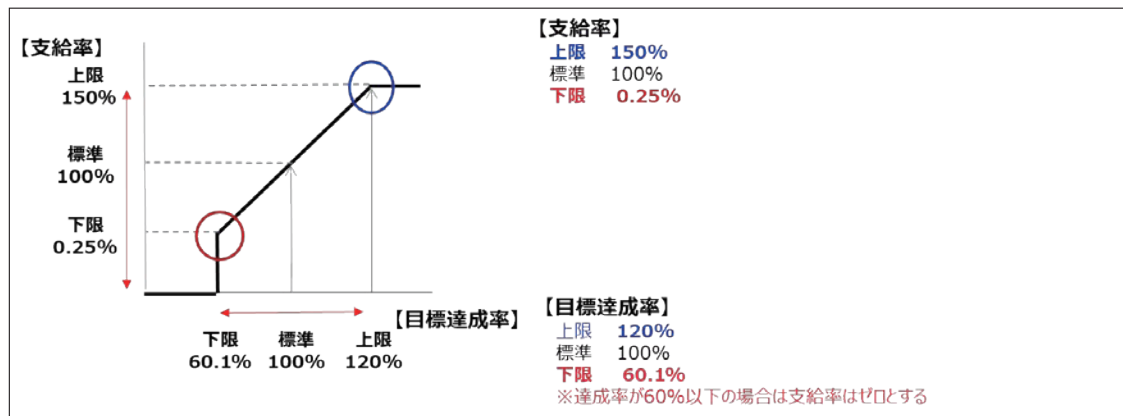 【支給率】
上限
150%
標準
100%
下限
0.25%
【目標達成率】
下限
60.1%
標準
100%
上限
120%
【支給率】
上限 150%
標準 100%
下限 0.25%
【目標達成率】
上限 120%
標準 100%
下限 60.1%
※達成率が60%以下の場合は支給率はゼロとする